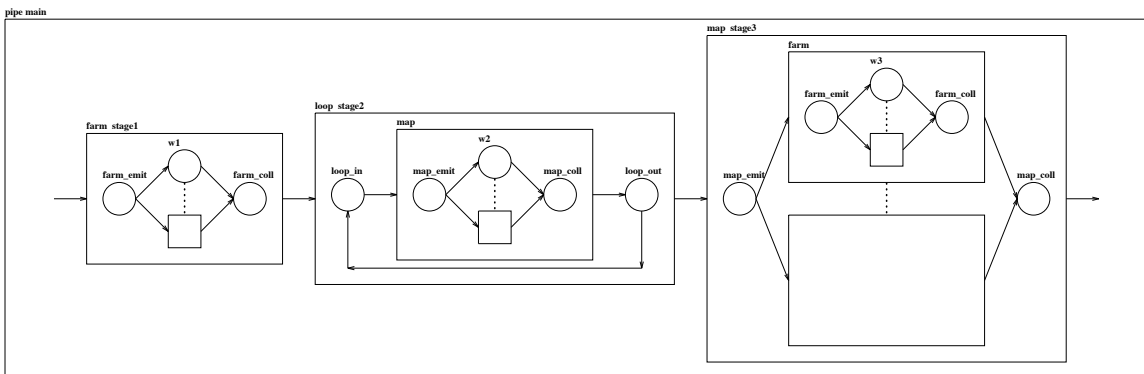 pipe main
farm stage1
w1
farm_emit
farm_coll
loop stage2
map
w2
loop_in
map_emit
map_coll
loop_out
map stage3
farm
w3
farm_emit
farm_coll
map_emit
map_coll